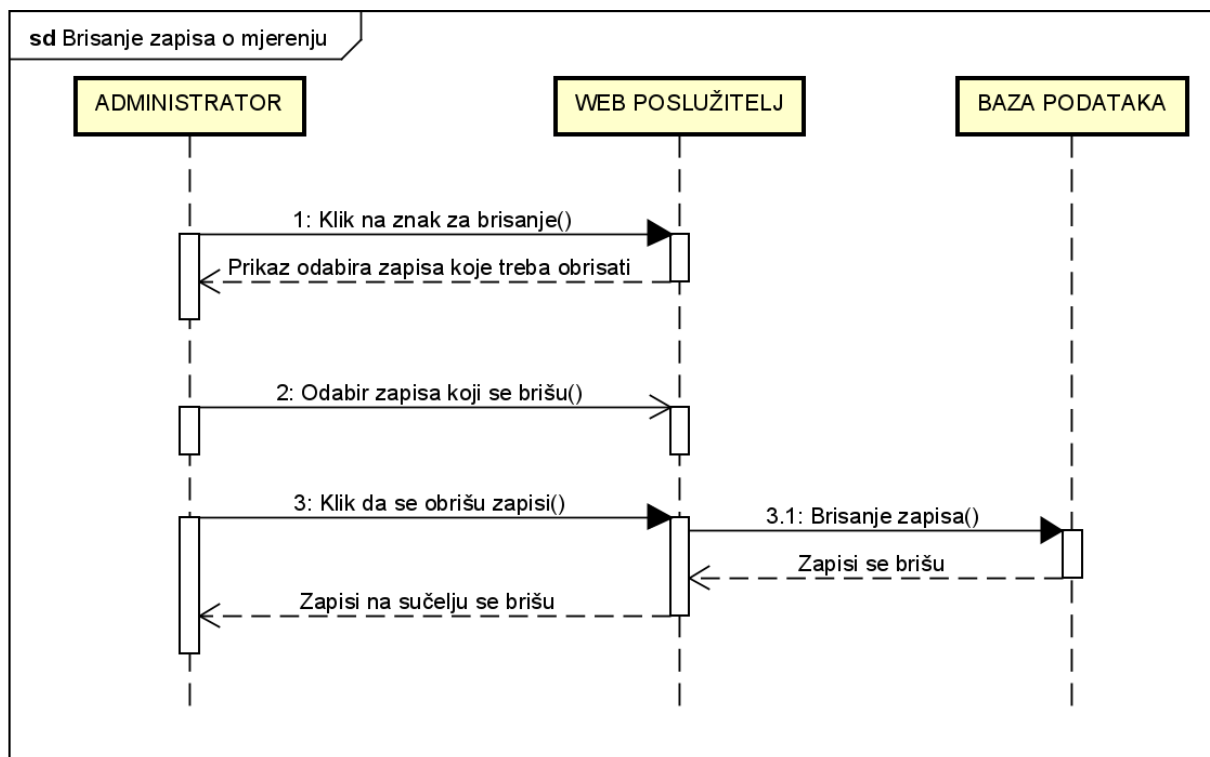 sd Brisanje zapisa o mjerenju
ADMINISTRATOR
WEB POSLUŽITELJ
BAZA PODATAKA
1: Klik na znak za brisanje()
Prikaz odabira zapisa koje treba obrisati
2: Odabir zapisa koji se brišu()
3: Klik da se obrišu zapisi()
3.1: Brisanje zapisa()
Zapisi se brišu
Zapisi na sučelju se brišu